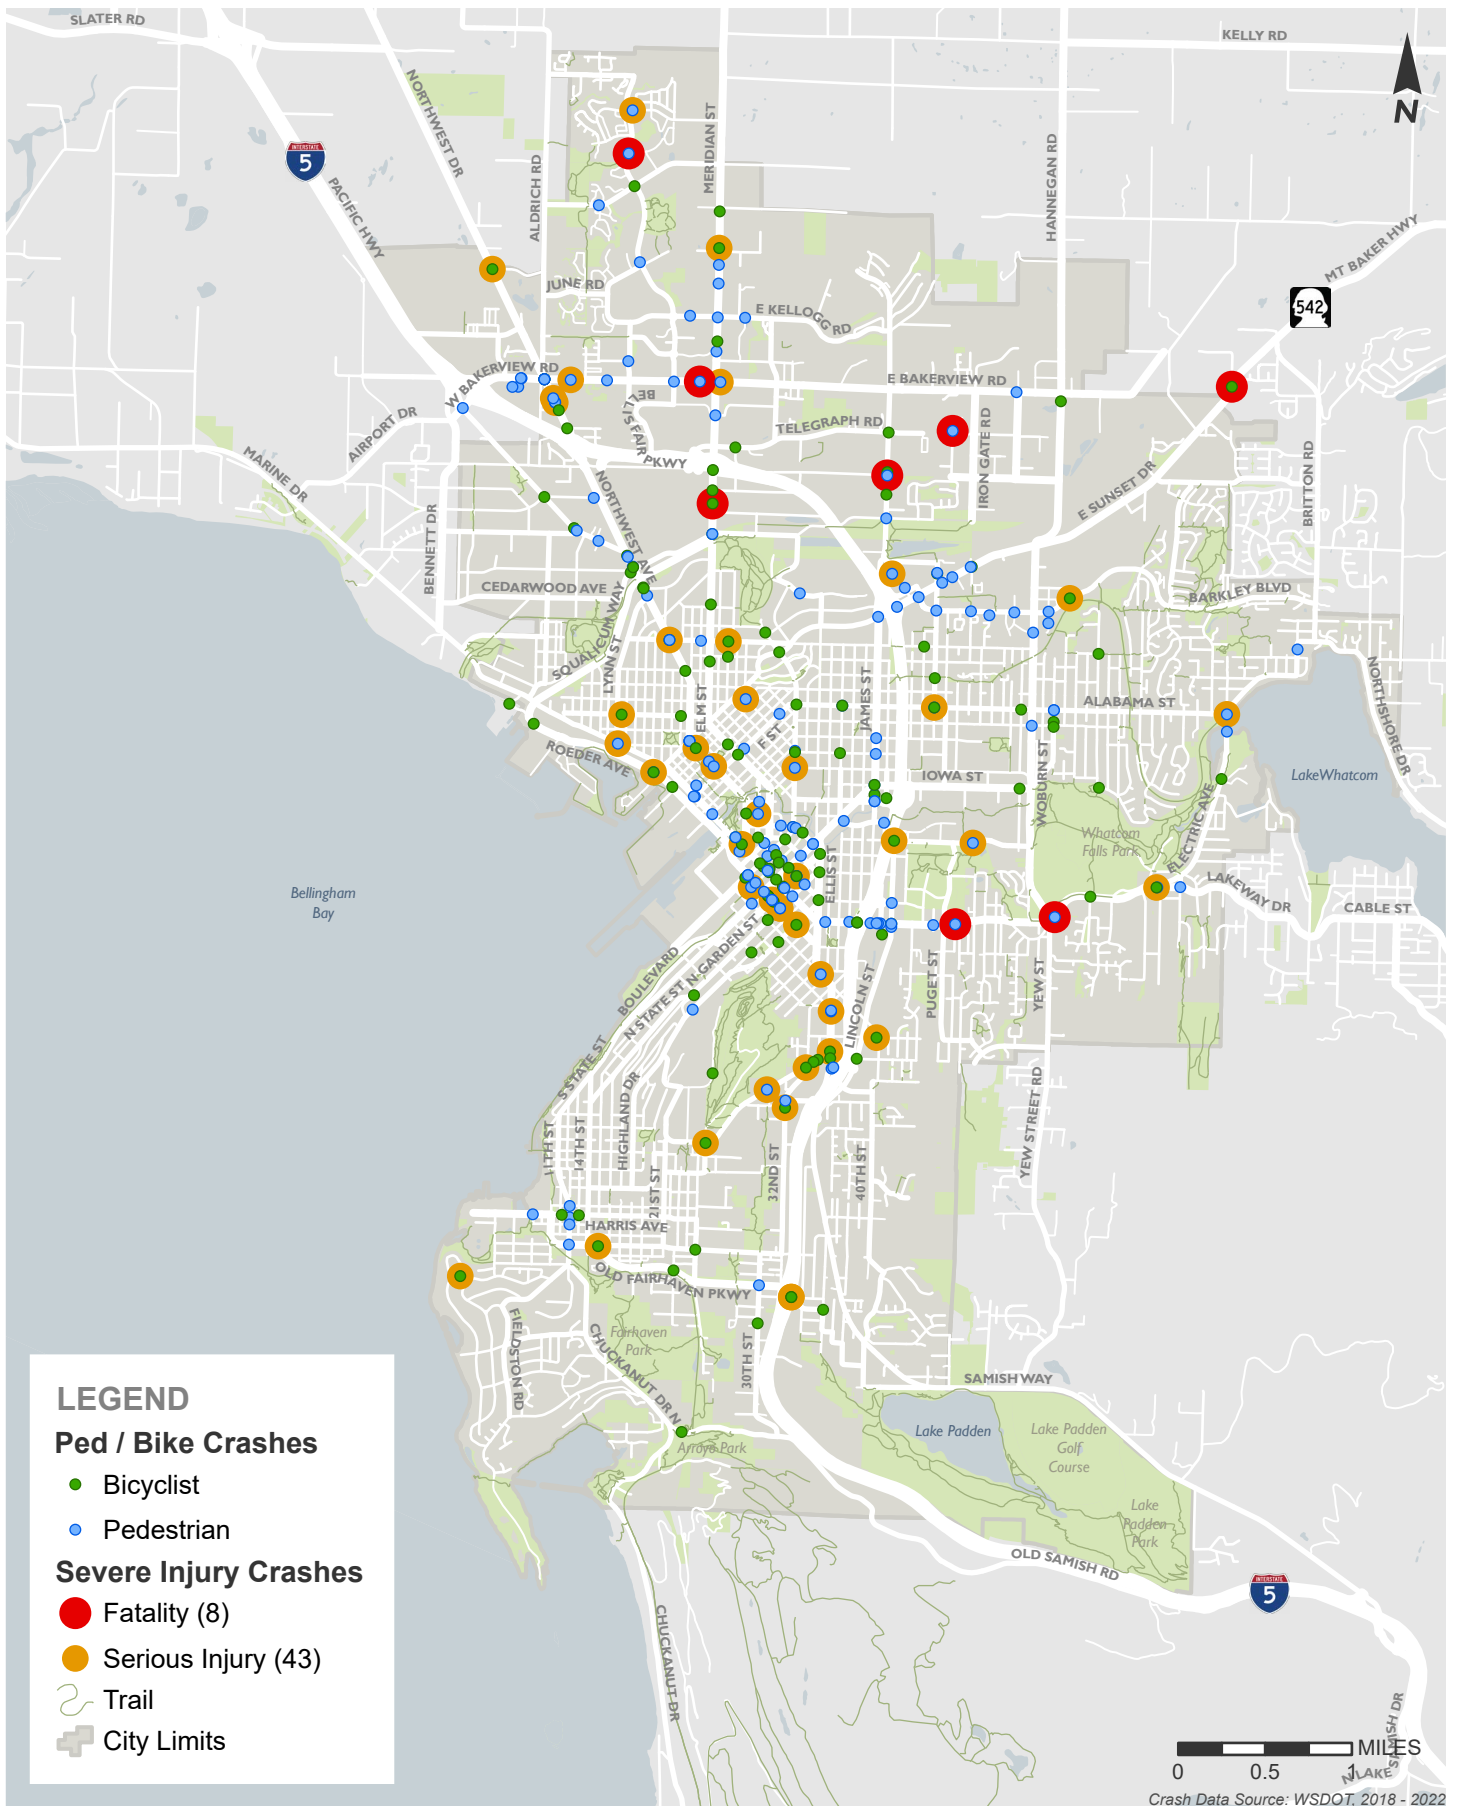 SLATER RD
KELLY RD
N
NORTHWEST DR
MERIDIAN ST
HANNEGAN RD
INTERSTATE
5
ALDRICH RD
PACIFIC HWY
MT BAKER HWY
542
JUNE RD
E KELLOGG RD
W BAKERVIEW RD
E BAKERVIEW RD
BELLIS FAIR
PKWY
AIRPORT DR
TELEGRAPH RD
IRON GATE RD
MARINE DR
E SUNSET DR
BRITTON RD
NORTHWEST AVE
BENNETT DR
CEDARWOOD AVE
BARKLEY BLVD
SQUALICUM WAY
LYNN ST
NORTHSHORE DR
ELM ST
JAMES ST
ALABAMA ST
F ST
ROEDER AVE
WOBURN ST
IOWA ST
LakeWhatcom
ELECTRIC AVE
Whatcom
Falls Park
ELLIS ST
LAKEWAY DR
CABLE ST
Bellingham
Bay
N GARDEN ST
BOULEVARD
N STATE ST
LINCOLN ST
PUGET ST
YEW ST
S STATE ST
HIGHLAND DR
YEW STREET RD
11TH ST
14TH ST
21ST ST
32ND ST
40TH ST
HARRIS AVE
OLD FAIRHAVEN PKWY
FIELDSTON RD
Fairhaven
Park
CHUCKANUT DR N
30TH ST
SAMISH WAY
Lake Padden
Lake Padden
Golf
Course
Arroyo Park
Lake
Padden
Park
OLD SAMISH RD
INTERSTATE
5
CHUCKANUT DR
N LAKE SAMISH DR
LEGEND
Ped / Bike Crashes
Bicyclist
Pedestrian
Severe Injury Crashes
Fatality (8)
Serious Injury (43)
Trail
City Limits
MILES
0 0.5 1
Crash Data Source: WSDOT, 2018 - 2022